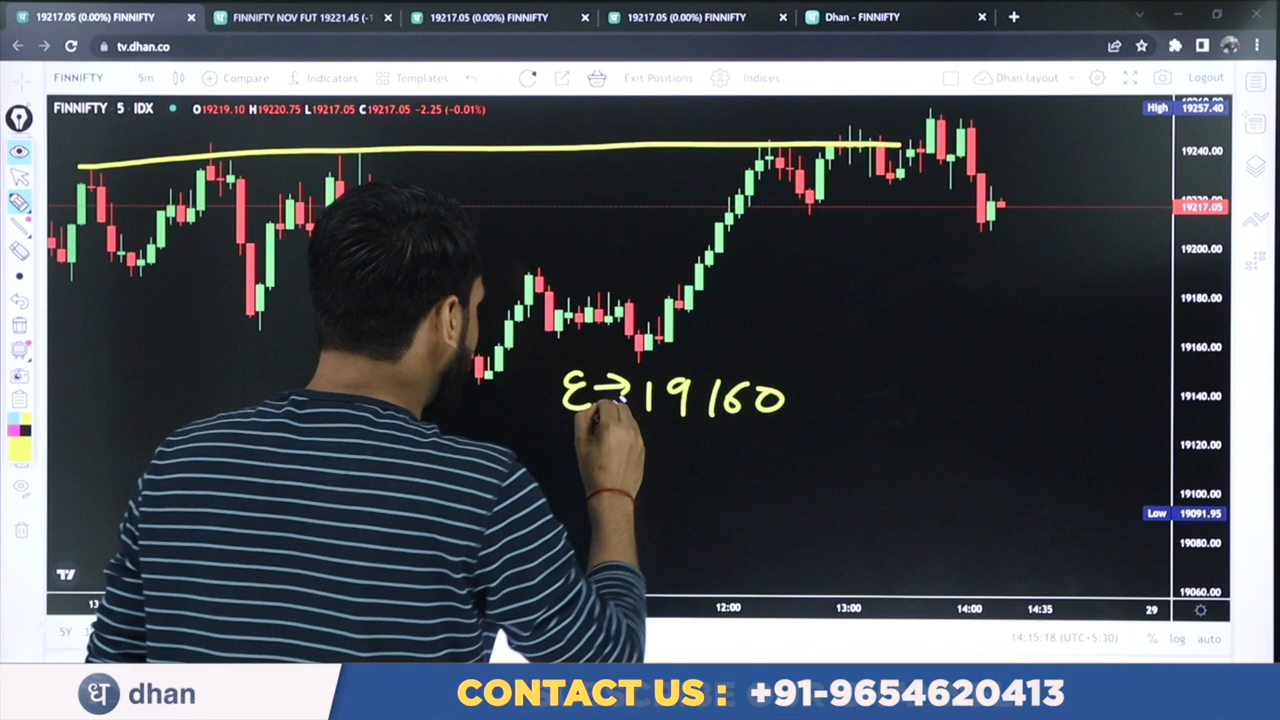 19217.05 (0.00%) FINNIFTY
FINNIFTY NOV FUT 19221.45 (-1
19217.05 (0.00%) FINNIFTY
19217.05 (0.00%) FINNIFTY
Dhan - FINNIFTY
tv.dhan.co
FINNIFTY 5m Compare Indicators Templates Exit Positions Indices Dhan layout Logout
FINNIFTY · 5 · IDX O19219.10 H19220.75 L19217.05 C19217.05 -2.25 (-0.01%)
High 19257.40
19240.00
19217.05
19200.00
19180.00
19160.00
19140.00
19120.00
19100.00
Low 19091.95
19080.00
19060.00
E→19160
12:00 13:00 14:00 14:35 29
5Y
14:15:18 (UTC+5:30) % log auto
ध dhan
CONTACT US : +91-9654620413